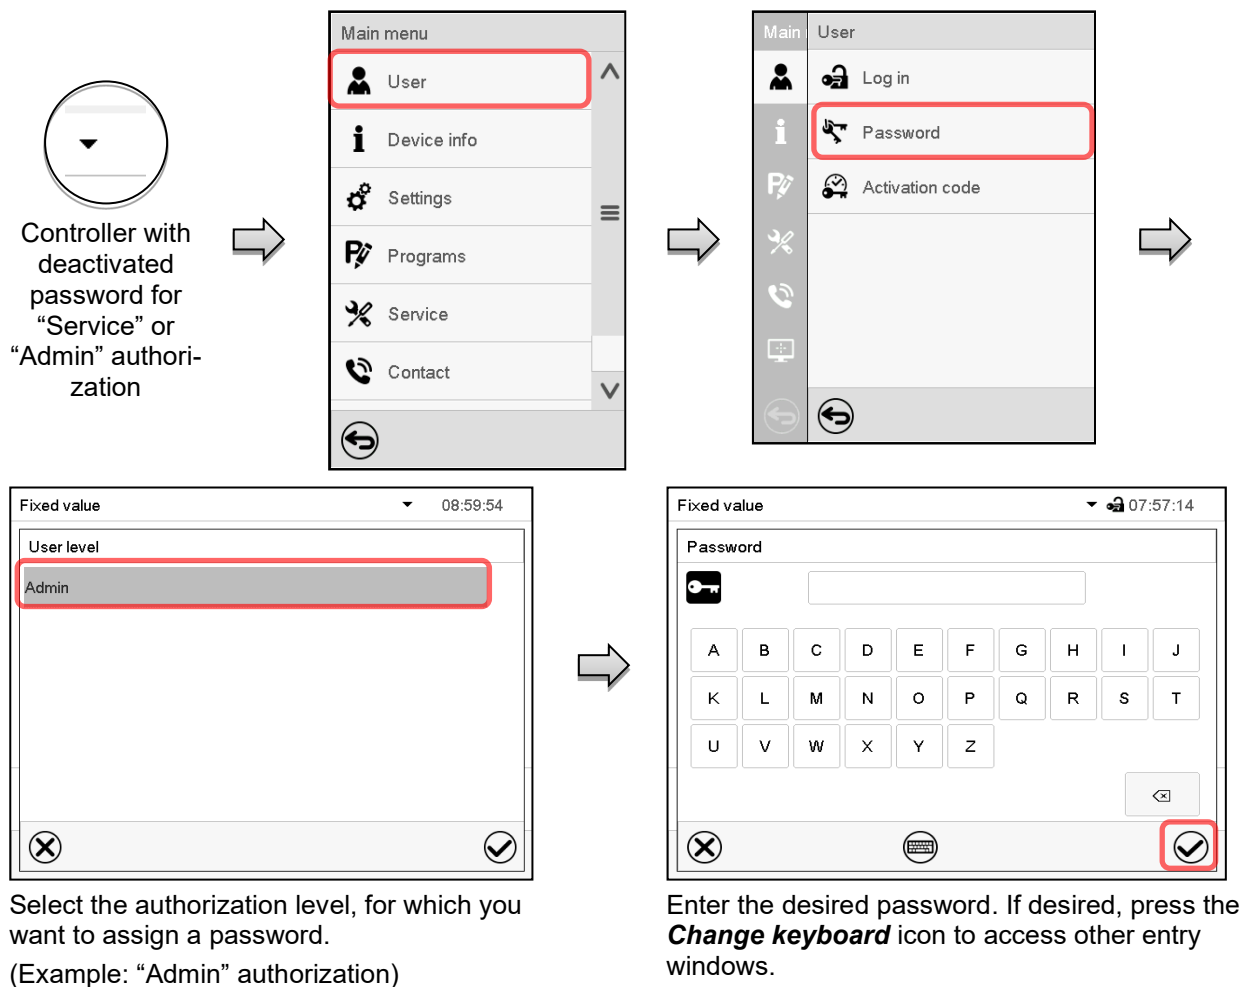 Controller with
deactivated
password for
“Service” or
“Admin” authori-
zation
Main menu
User
Device info
Settings
Programs
Service
Contact
Main
User
Log in
Password
Activation code
Fixed value 08:59:54
User level
Admin
Select the authorization level, for which you
want to assign a password.
(Example: “Admin” authorization)
Fixed value 07:57:14
Password
A B C D E F G H I J
K L M N O P Q R S T
U V W X Y Z
Enter the desired password. If desired, press the
Change keyboard icon to access other entry
windows.